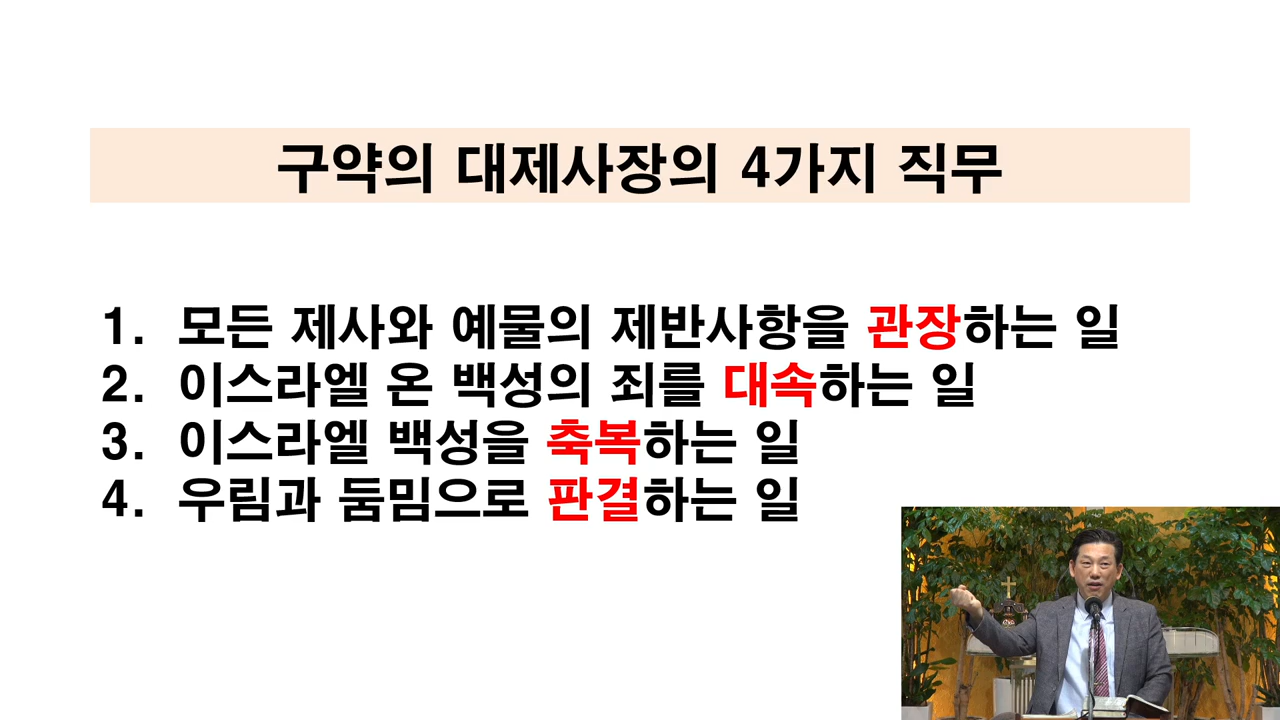 구약의 대제사장의 4가지 직무
1. 모든 제사와 예물의 제반사항을 관장하는 일
2. 이스라엘 온 백성의 죄를 대속하는 일
3. 이스라엘 백성을 축복하는 일
4. 우림과 둠밈으로 판결하는 일